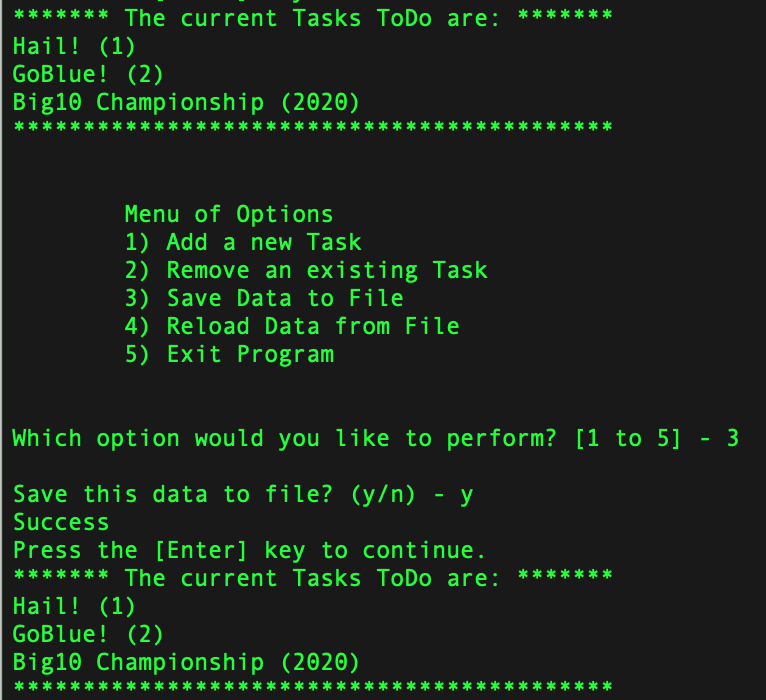 ******* The current Tasks ToDo are: *******
Hail! (1)
GoBlue! (2)
Big10 Championship (2020)
*******************************************
Menu of Options
1) Add a new Task
2) Remove an existing Task
3) Save Data to File
4) Reload Data from File
5) Exit Program
Which option would you like to perform? [1 to 5] - 3
Save this data to file? (y/n) - y
Success
Press the [Enter] key to continue.
******* The current Tasks ToDo are: *******
Hail! (1)
GoBlue! (2)
Big10 Championship (2020)
*******************************************